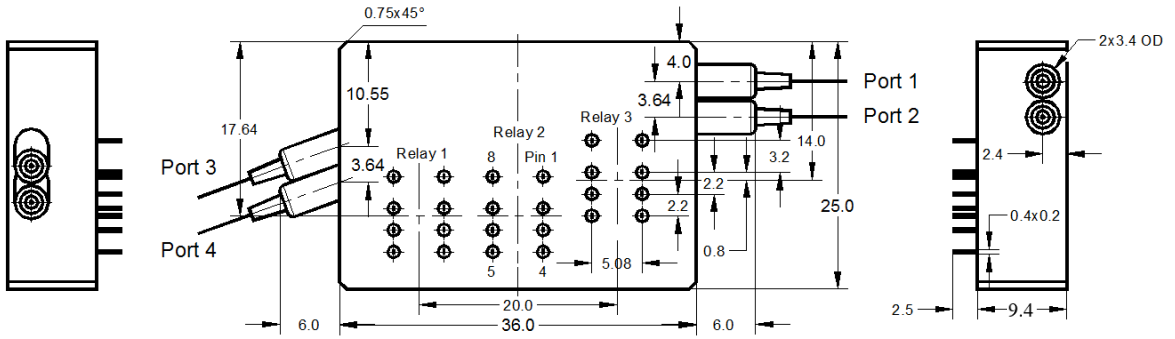 0.75x45°
2x3.4 OD
4.0
Port 1
10.55
3.64
Port 2
17.64
Relay 3
Relay 2
14.0
Relay 1
8
Pin 1
3.2
2.4
Port 3
3.64
2.2
2.2
25.0
0.4x0.2
Port 4
0.8
5
4
5.08
20.0
2.5
9.4
6.0
36.0
6.0